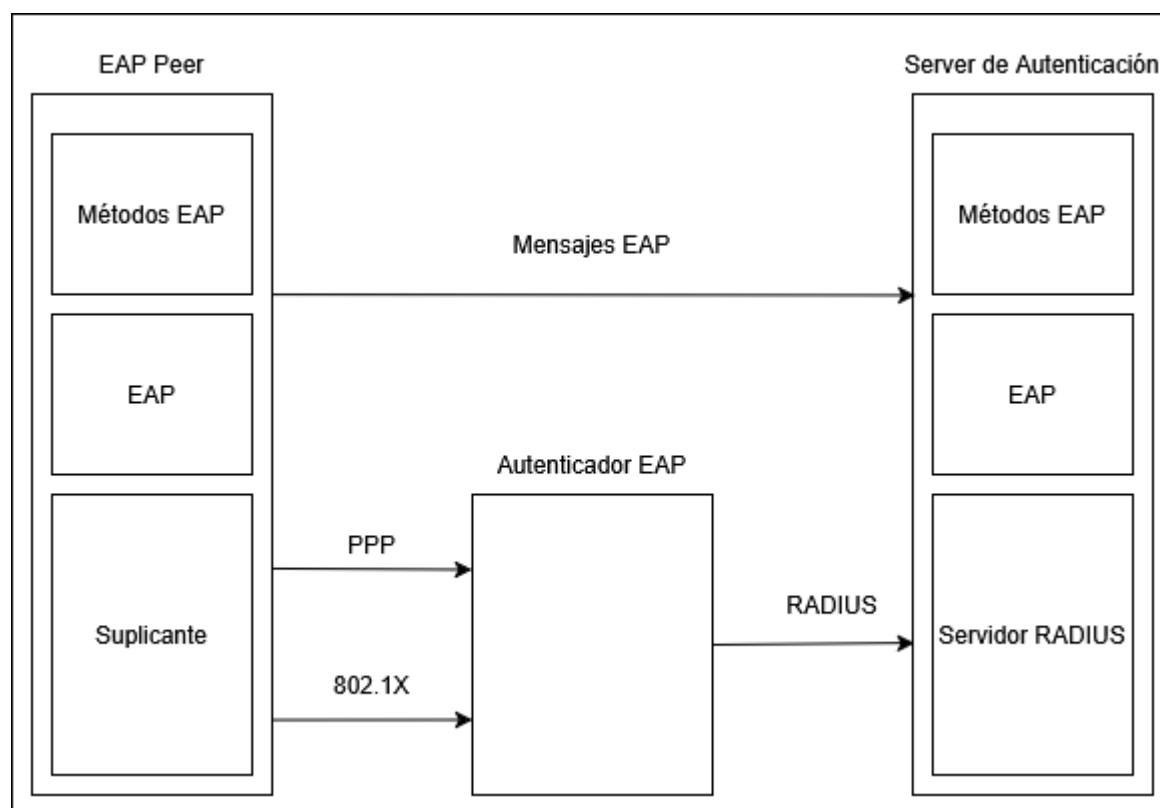 EAP Peer
Server de Autenticación
Métodos EAP
Mensajes EAP
Métodos EAP
EAP
EAP
Autenticador EAP
PPP
RADIUS
Suplicante
Servidor RADIUS
802.1X